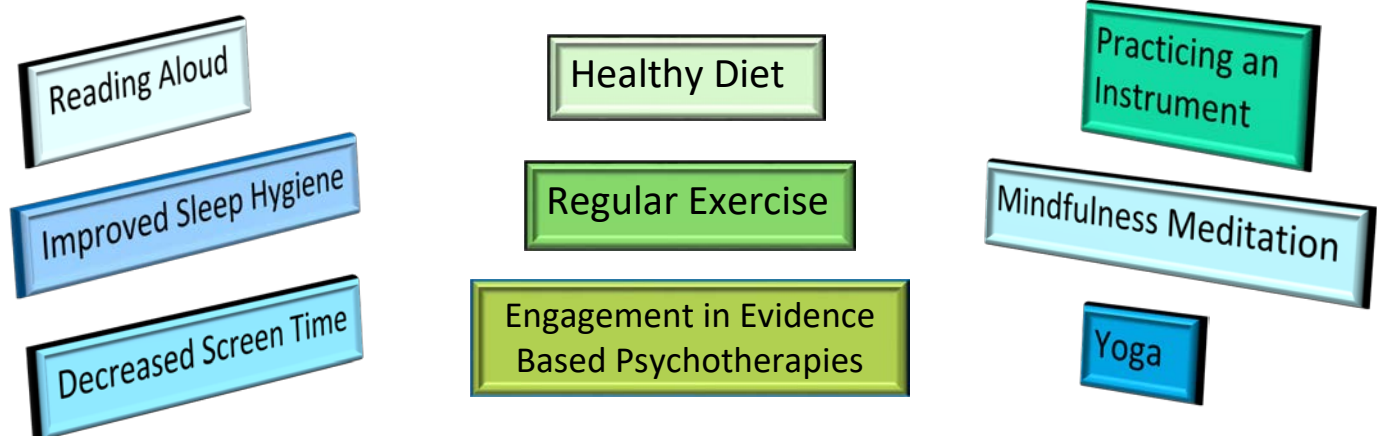 Reading Aloud
Improved Sleep Hygiene
Decreased Screen Time
Healthy Diet
Regular Exercise
Engagement in Evidence
Based Psychotherapies
Practicing an
Instrument
Mindfulness Meditation
Yoga